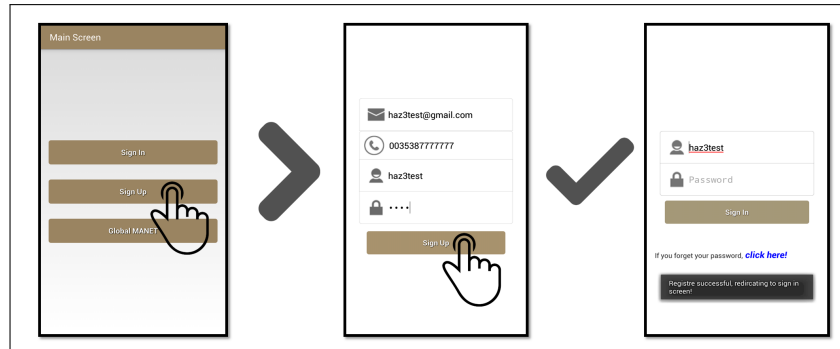 Main Screen
Sign In
Sign Up
Global MANET
haz3test@gmail.com
0035387777777
haz3test
••••
Sign Up
haz3test
Password
Sign In
If you forget your password, click here!
Registre successful, redircating to sign in
screen!